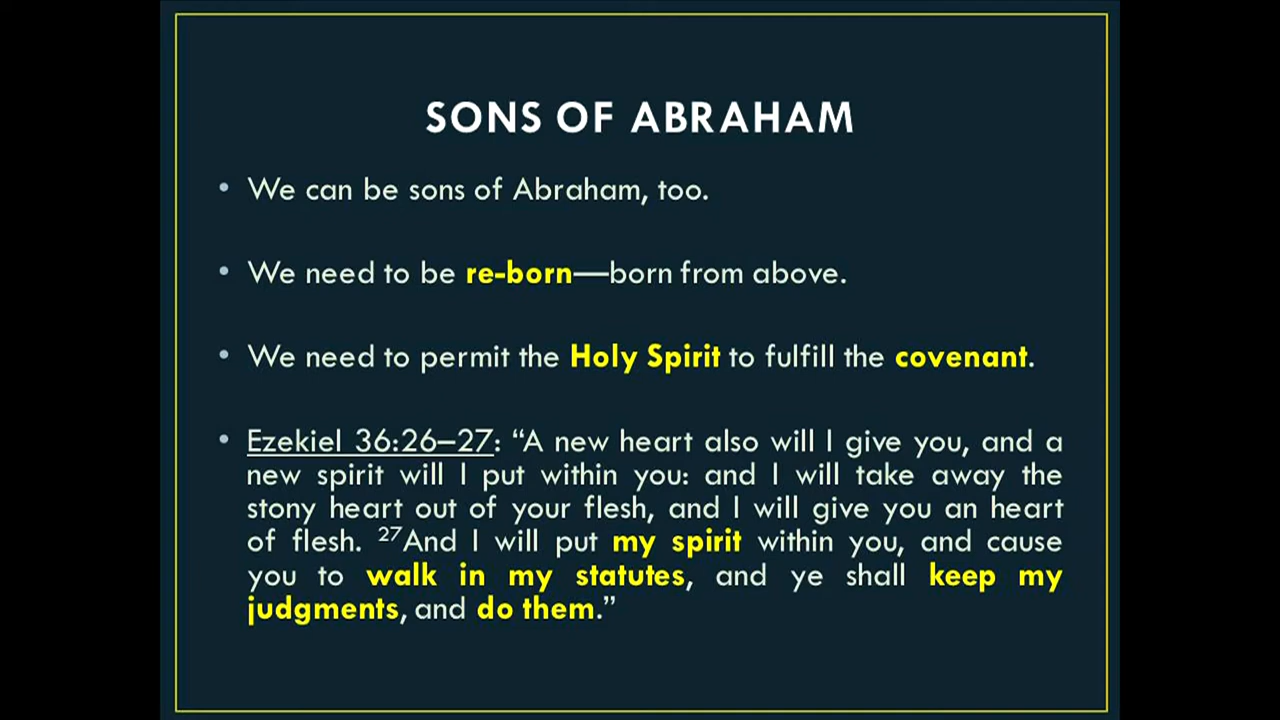 SONS OF ABRAHAM
• We can be sons of Abraham, too.
• We need to be re-born—born from above.
• We need to permit the Holy Spirit to fulfill the covenant.
• Ezekiel 36:26–27: “A new heart also will I give you, and a
new spirit will I put within you: and I will take away the
stony heart out of your flesh, and I will give you an heart
of flesh. ²⁷And I will put my spirit within you, and cause
you to walk in my statutes, and ye shall keep my
judgments, and do them.”